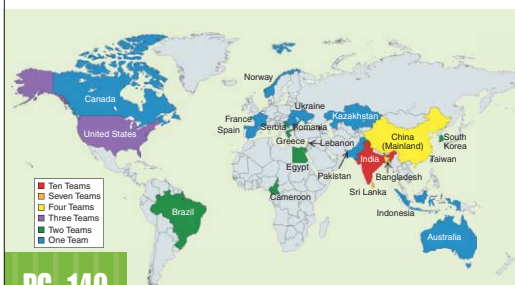 Norway
Canada
Ukraine
Kazakhstan
France
Spain
Serbia
Romania
United States
Greece
Lebanon
China
(Mainland)
South
Korea
Egypt
India
Taiwan
Pakistan
Bangladesh
Sri Lanka
Cameroon
Indonesia
Brazil
Australia
Ten Teams
Seven Teams
Four Teams
Three Teams
Two Teams
One Team